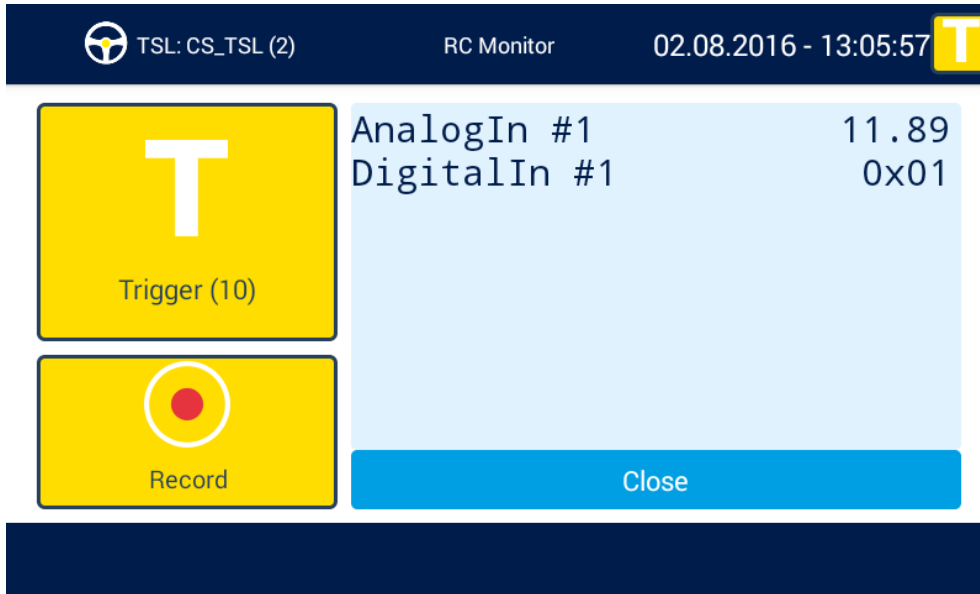 TSL: CS_TSL (2)
RC Monitor
02.08.2016 - 13:05:57
T
T
Trigger (10)
Record
AnalogIn #1 11.89
DigitalIn #1 0x01
Close